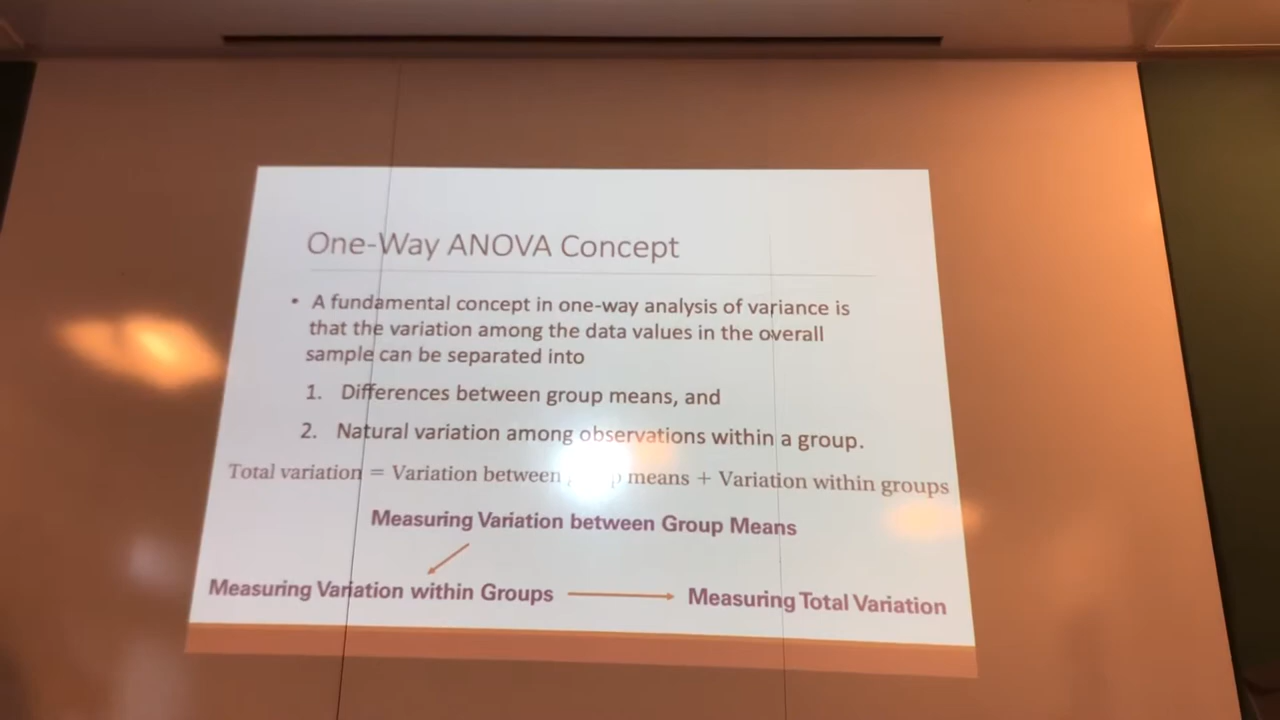 One-Way ANOVA Concept
• A fundamental concept in one-way analysis of variance is
that the variation among the data values in the overall
sample can be separated into
1. Differences between group means, and
2. Natural variation among observations within a group.
Total variation = Variation between means + Variation within groups
Measuring Variation between Group Means
Measuring Variation within Groups
Measuring Total Variation